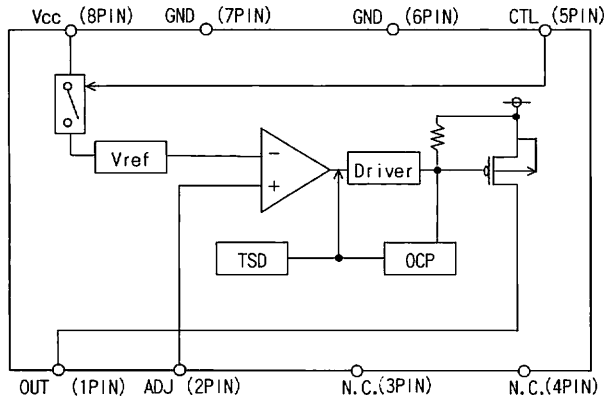 Vcc (8PIN) GND (7PIN) GND (6PIN) CTL (5PIN)
Vref
−
+
Driver
TSD
OCP
OUT (1PIN) ADJ (2PIN) N.C.(3PIN) N.C.(4PIN)